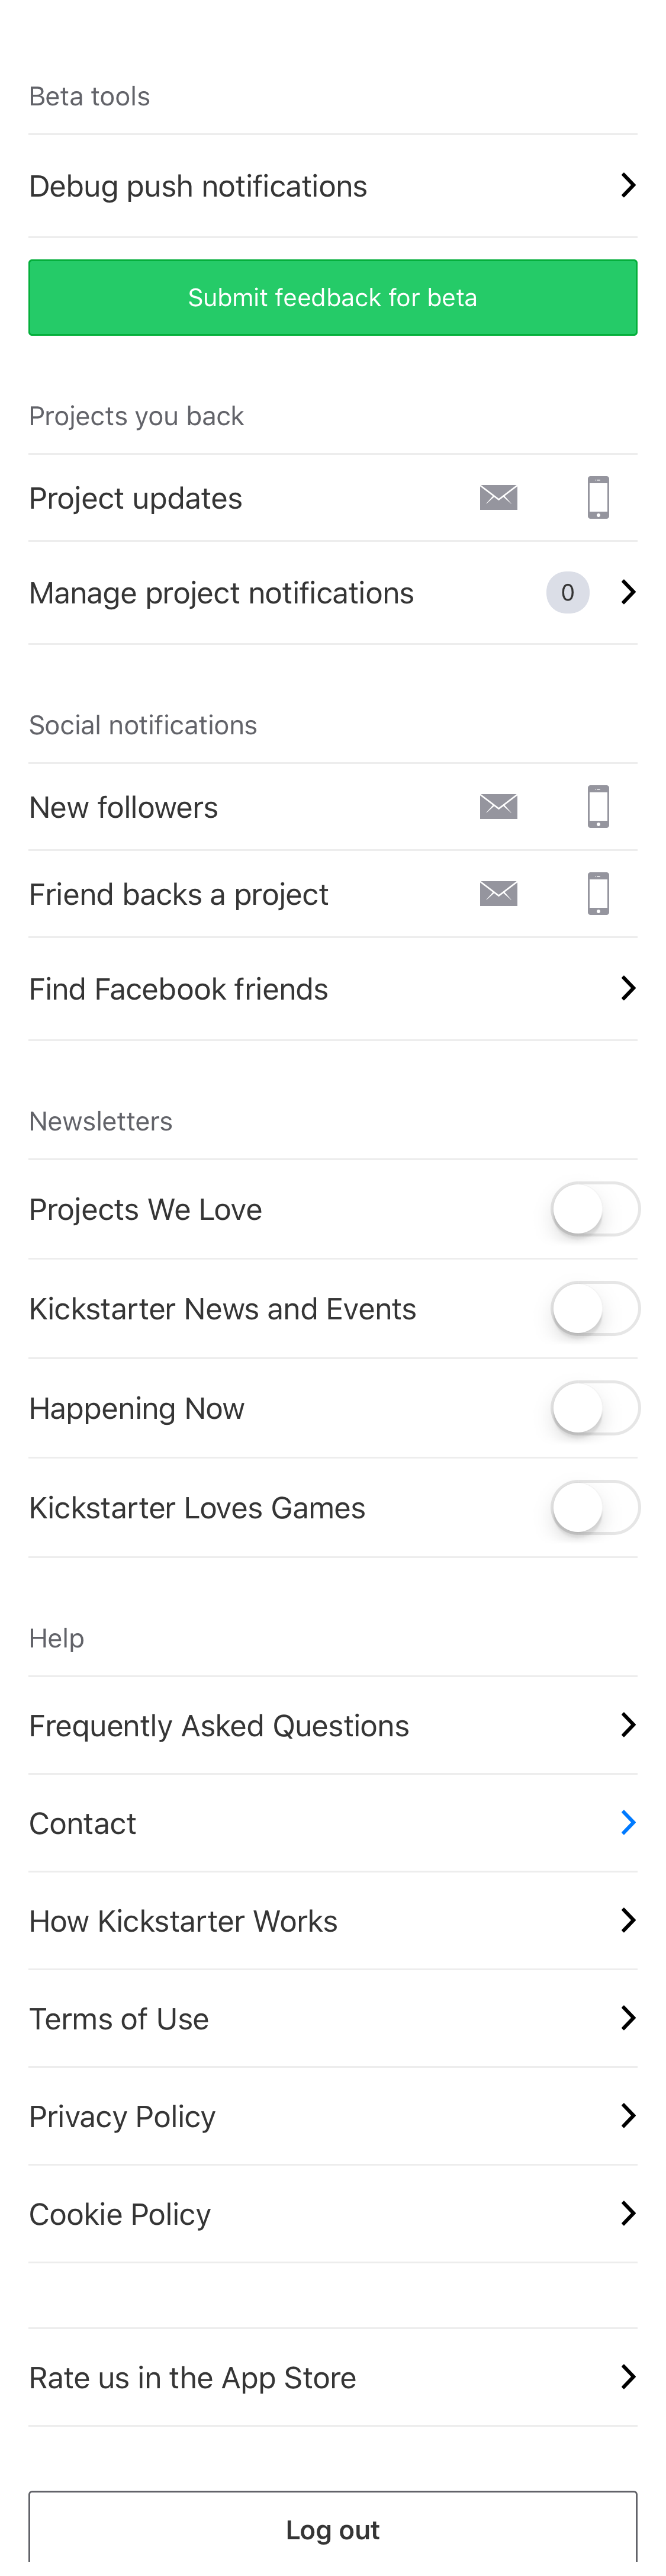 Beta tools
Debug push notifications
Submit feedback for beta
Projects you back
Project updates
Manage project notifications 0
Social notifications
New followers
Friend backs a project
Find Facebook friends
Newsletters
Projects We Love
Kickstarter News and Events
Happening Now
Kickstarter Loves Games
Help
Frequently Asked Questions
Contact
How Kickstarter Works
Terms of Use
Privacy Policy
Cookie Policy
Rate us in the App Store
Log out